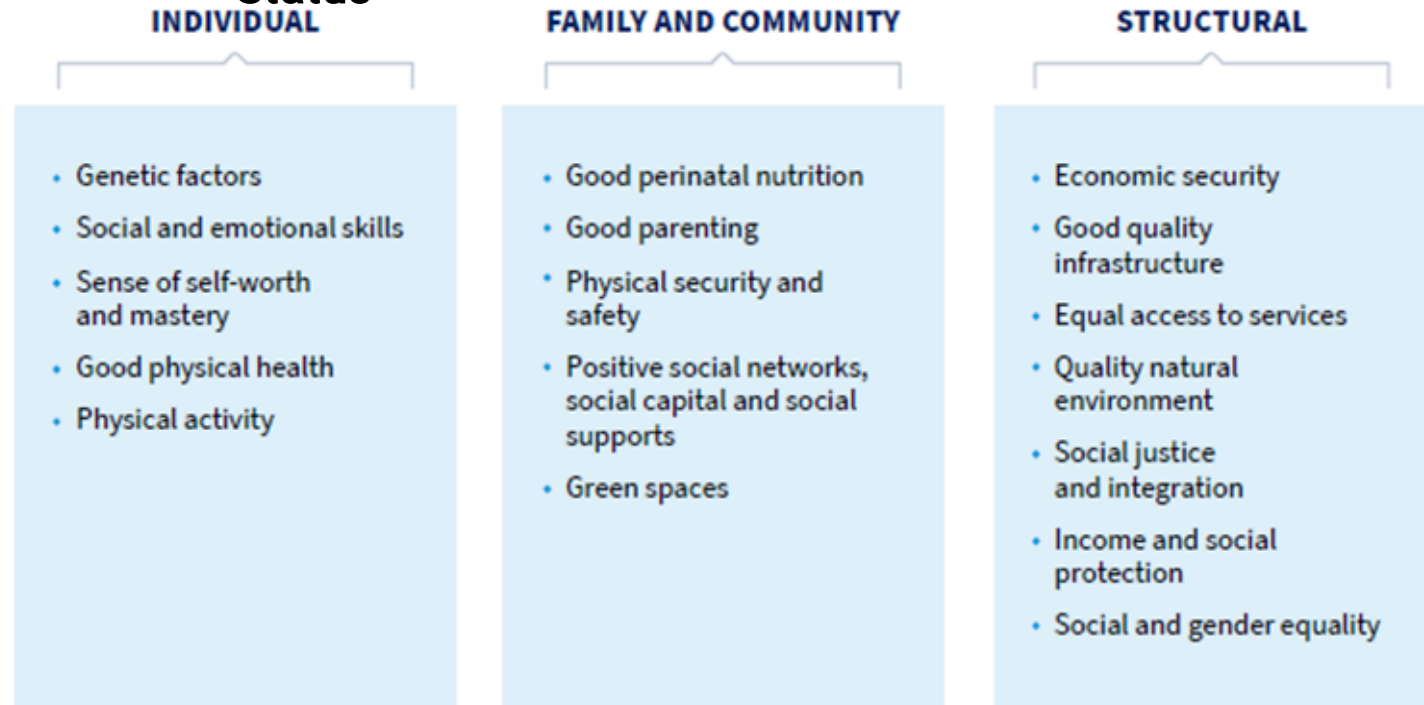 Status
INDIVIDUAL
FAMILY AND COMMUNITY
STRUCTURAL
• Genetic factors
• Social and emotional skills
• Sense of self-worth
and mastery
• Good physical health
• Physical activity
• Good perinatal nutrition
• Good parenting
• Physical security and
safety
• Positive social networks,
social capital and social
supports
• Green spaces
• Economic security
• Good quality
infrastructure
• Equal access to services
• Quality natural
environment
• Social justice
and integration
• Income and social
protection
• Social and gender equality